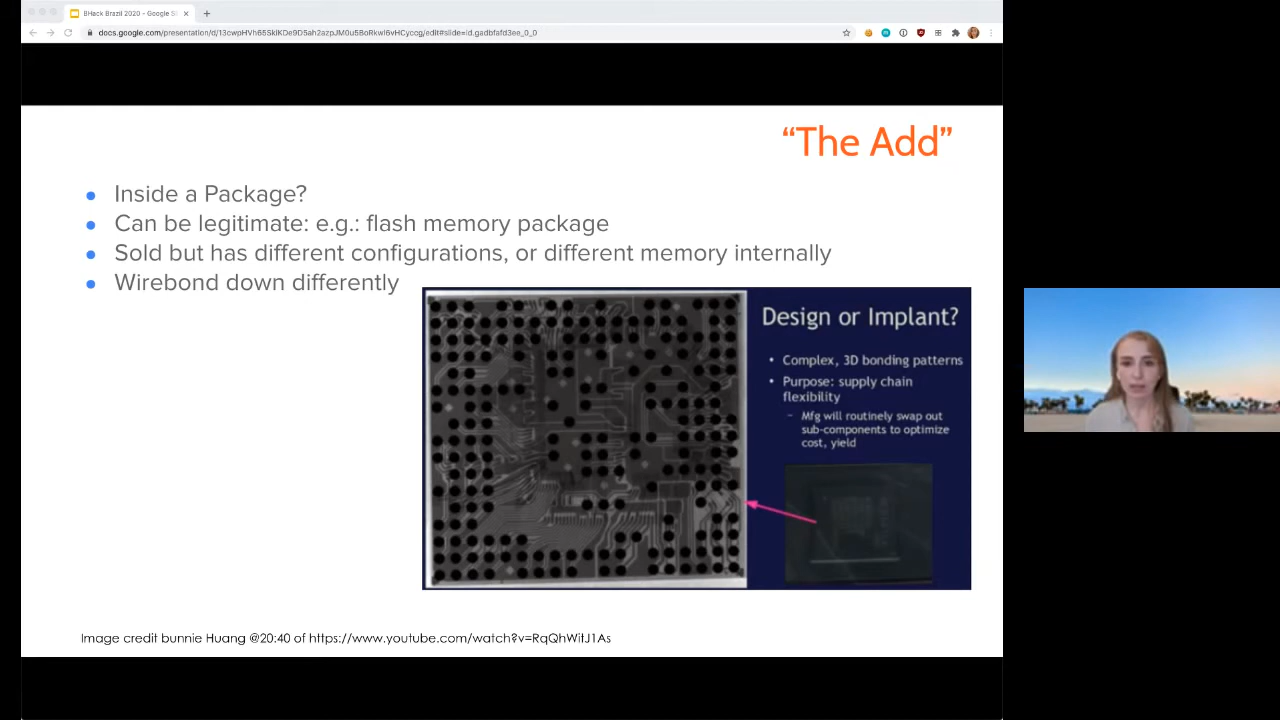 BHack Brazil 2020 - Google Sl
docs.google.com/presentation/d/13cwpHVh65SklKDe9D5ah2azpJM0u5BoRkwl6vHCyccg/edit#slide=id.gadbfafd3ee_0_0
“The Add”
Inside a Package?
Can be legitimate: e.g.: flash memory package
Sold but has different configurations, or different memory internally
Wirebond down differently
Design or Implant?
Complex, 3D bonding patterns
Purpose: supply chain
flexibility
Mfg will routinely swap out
sub-components to optimize
cost, yield
Image credit bunnie Huang @20:40 of https://www.youtube.com/watch?v=RqQhWitJ1As